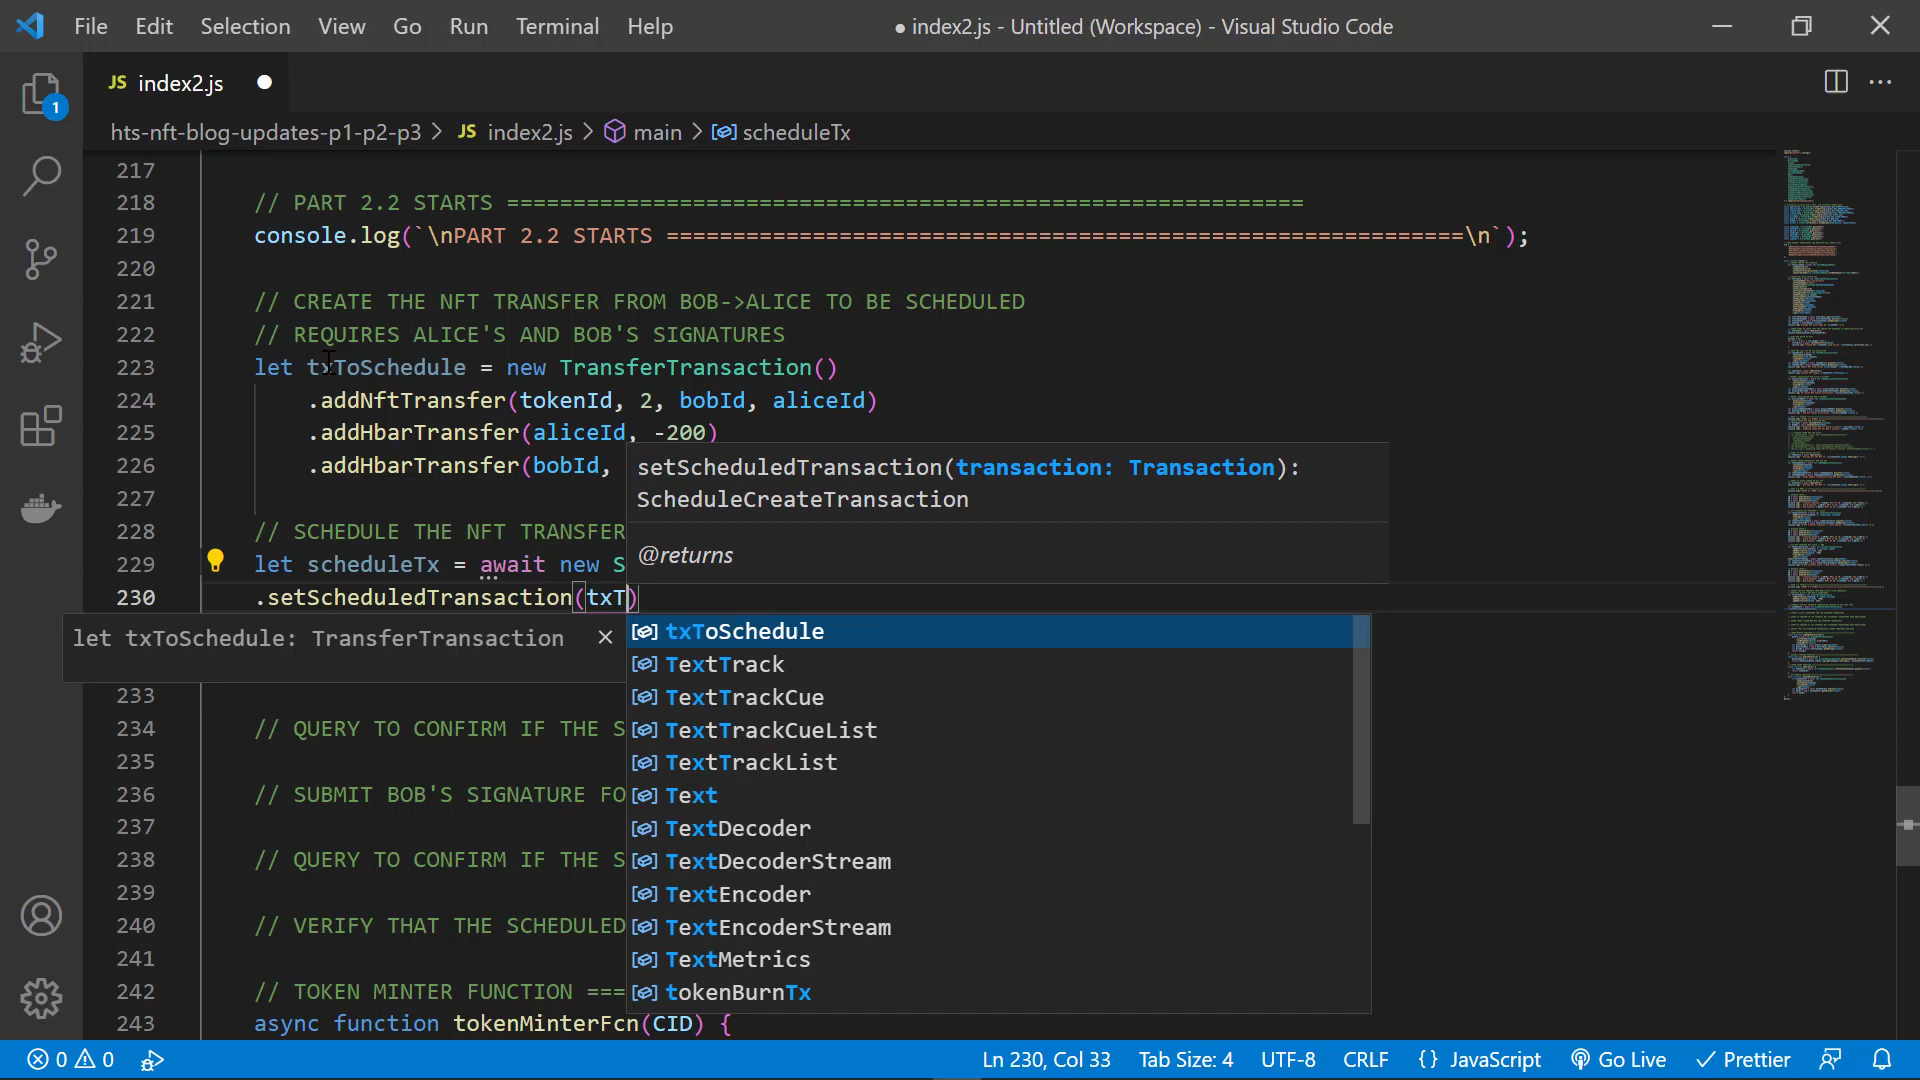 File Edit Selection View Go Run Terminal Help ● index2.js - Untitled (Workspace) - Visual Studio Code
JS index2.js
hts-nft-blog-updates-p1-p2-p3 > JS index2.js > main > scheduleTx
1
217
218 // PART 2.2 STARTS ============================================================
219 console.log(`\nPART 2.2 STARTS ============================================================\n`);
220
221 // CREATE THE NFT TRANSFER FROM BOB->ALICE TO BE SCHEDULED
222 // REQUIRES ALICE'S AND BOB'S SIGNATURES
223 let txToSchedule = new TransferTransaction()
224 .addNftTransfer(tokenId, 2, bobId, aliceId)
225 .addHbarTransfer(aliceId, -200)
226 .addHbarTransfer(bobId,
setScheduledTransaction(transaction: Transaction):
ScheduleCreateTransaction
227
228 // SCHEDULE THE NFT TRANSFER
@returns
229 let scheduleTx = await new S
230 .setScheduledTransaction(txT)
let txToSchedule: TransferTransaction ×
txToSchedule
TextTrack
TextTrackCue
TextTrackCueList
TextTrackList
Text
TextDecoder
TextDecoderStream
TextEncoder
TextEncoderStream
TextMetrics
tokenBurnTx
233
234 // QUERY TO CONFIRM IF THE S
235
236 // SUBMIT BOB'S SIGNATURE FO
237
238 // QUERY TO CONFIRM IF THE S
239
240 // VERIFY THAT THE SCHEDULED
241
242 // TOKEN MINTER FUNCTION ===
243 async function tokenMinterFcn(CID) {
0 0 Ln 230, Col 33 Tab Size: 4 UTF-8 CRLF {} JavaScript Go Live Prettier